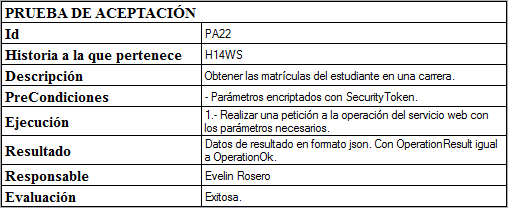 PRUEBA DE ACEPTACIÓN
Id PA22
Historia a la que pertenece H14WS
Descripción Obtener las matrículas del estudiante en una carrera.
PreCondiciones - Parámetros encriptados con SecurityToken.
Ejecución 1.- Realizar una petición a la operación del servicio web con
los parámetros necesarios.
Resultado Datos de resultado en formato json. Con OperationResult igual
a OperationOk.
Responsable Evelin Rosero
Evaluación Exitosa.